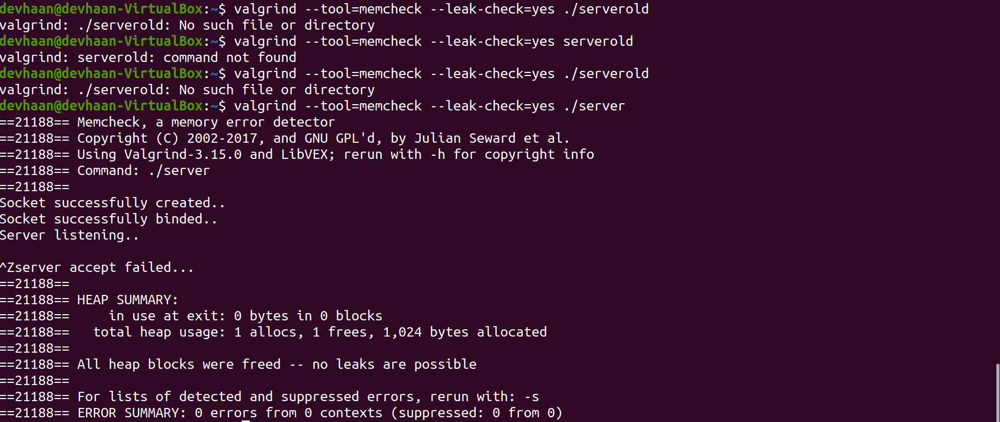 devhaan@devhaan-VirtualBox:~$ valgrind --tool=memcheck --leak-check=yes ./serverold
valgrind: ./serverold: No such file or directory
devhaan@devhaan-VirtualBox:~$ valgrind --tool=memcheck --leak-check=yes serverold
valgrind: serverold: command not found
devhaan@devhaan-VirtualBox:~$ valgrind --tool=memcheck --leak-check=yes ./serverold
valgrind: ./serverold: No such file or directory
devhaan@devhaan-VirtualBox:~$ valgrind --tool=memcheck --leak-check=yes ./server
==21188== Memcheck, a memory error detector
==21188== Copyright (C) 2002-2017, and GNU GPL'd, by Julian Seward et al.
==21188== Using Valgrind-3.15.0 and LibVEX; rerun with -h for copyright info
==21188== Command: ./server
==21188==
Socket successfully created..
Socket successfully binded..
Server listening..
^Zserver accept failed...
==21188==
==21188== HEAP SUMMARY:
==21188==     in use at exit: 0 bytes in 0 blocks
==21188==   total heap usage: 1 allocs, 1 frees, 1,024 bytes allocated
==21188==
==21188== All heap blocks were freed -- no leaks are possible
==21188==
==21188== For lists of detected and suppressed errors, rerun with: -s
==21188== ERROR SUMMARY: 0 errors from 0 contexts (suppressed: 0 from 0)